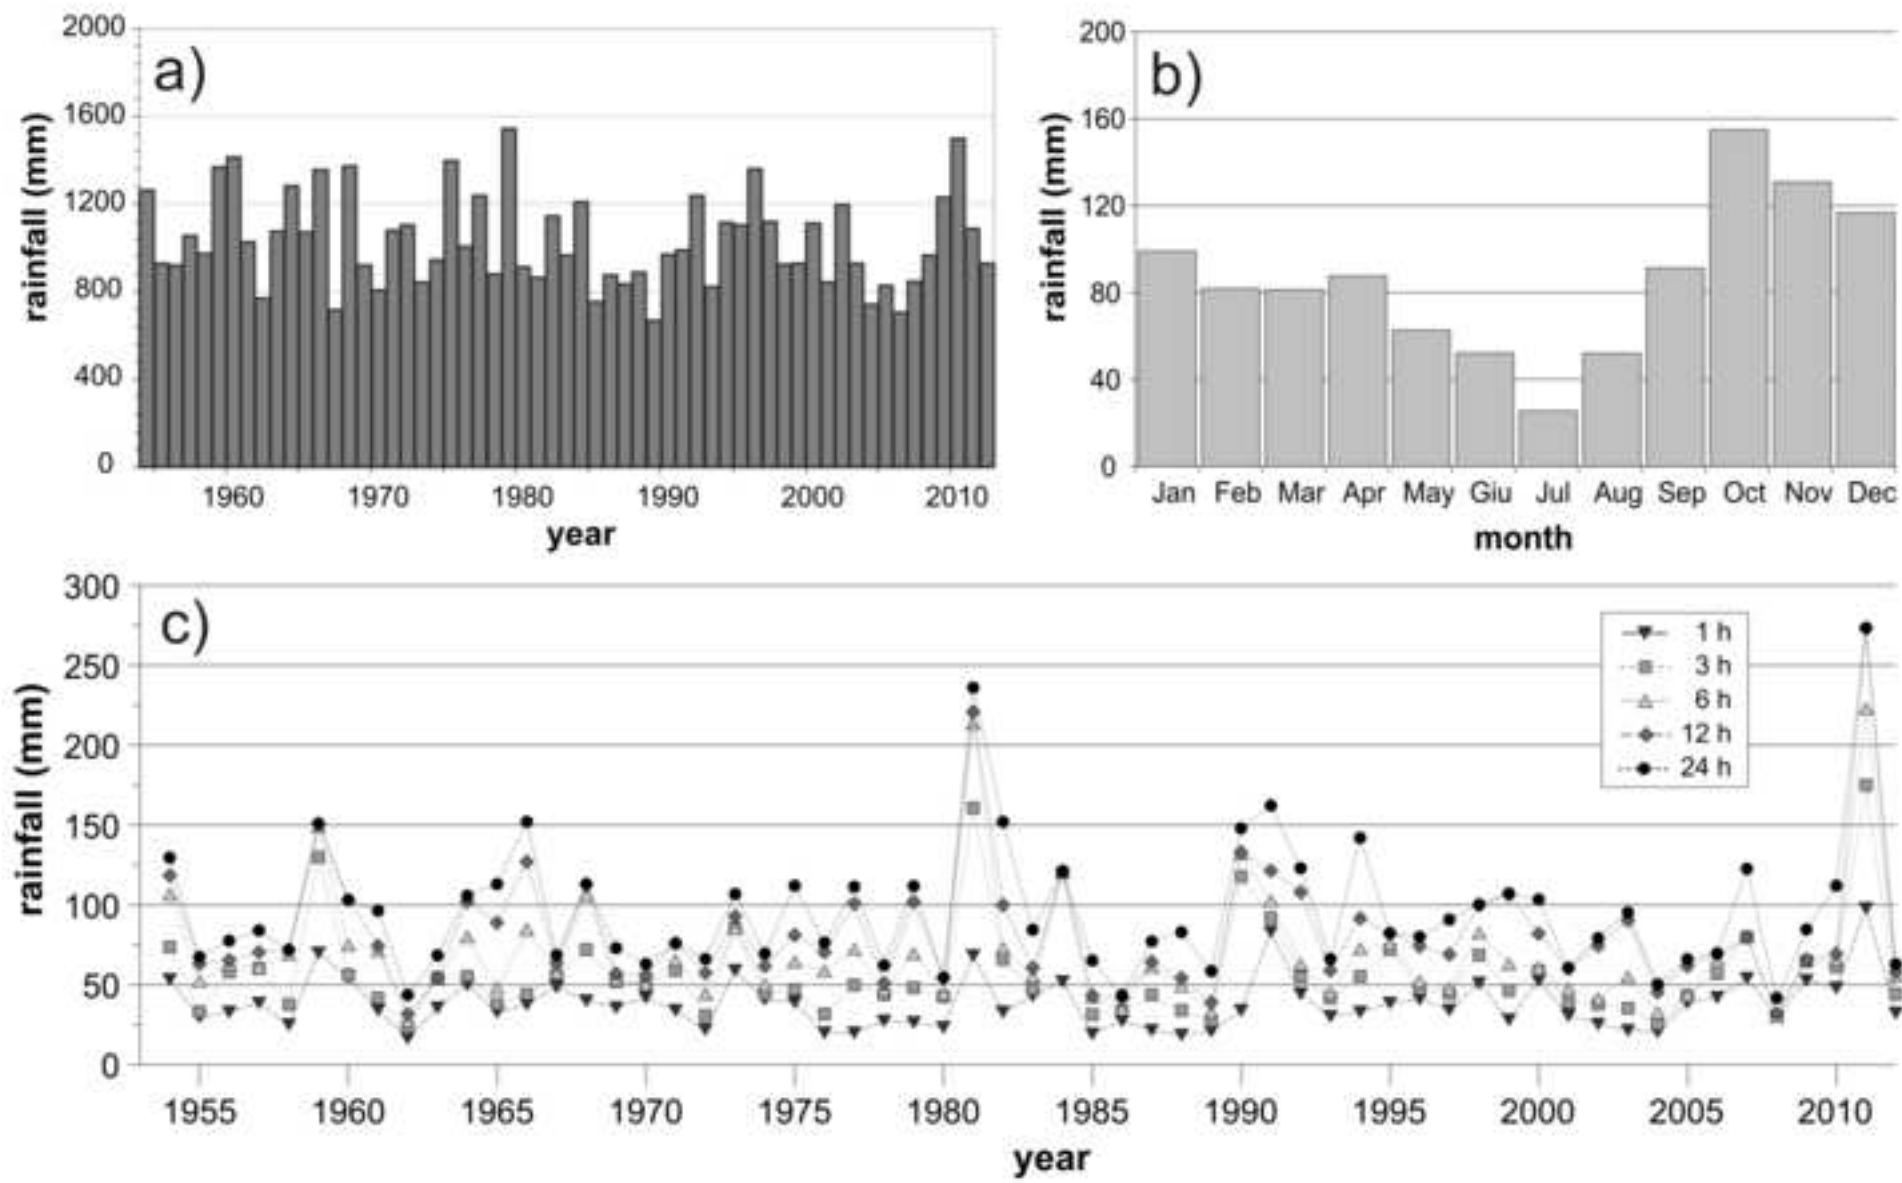 a)
2000
1600
1200
800
400
0
rainfall (mm)
1960 1970 1980 1990 2000 2010
year
b)
200
160
120
80
40
0
rainfall (mm)
Jan Feb Mar Apr May Giu Jul Aug Sep Oct Nov Dec
month
c)
300
250
200
150
100
50
0
rainfall (mm)
1 h
3 h
6 h
12 h
24 h
1955 1960 1965 1970 1975 1980 1985 1990 1995 2000 2005 2010
year